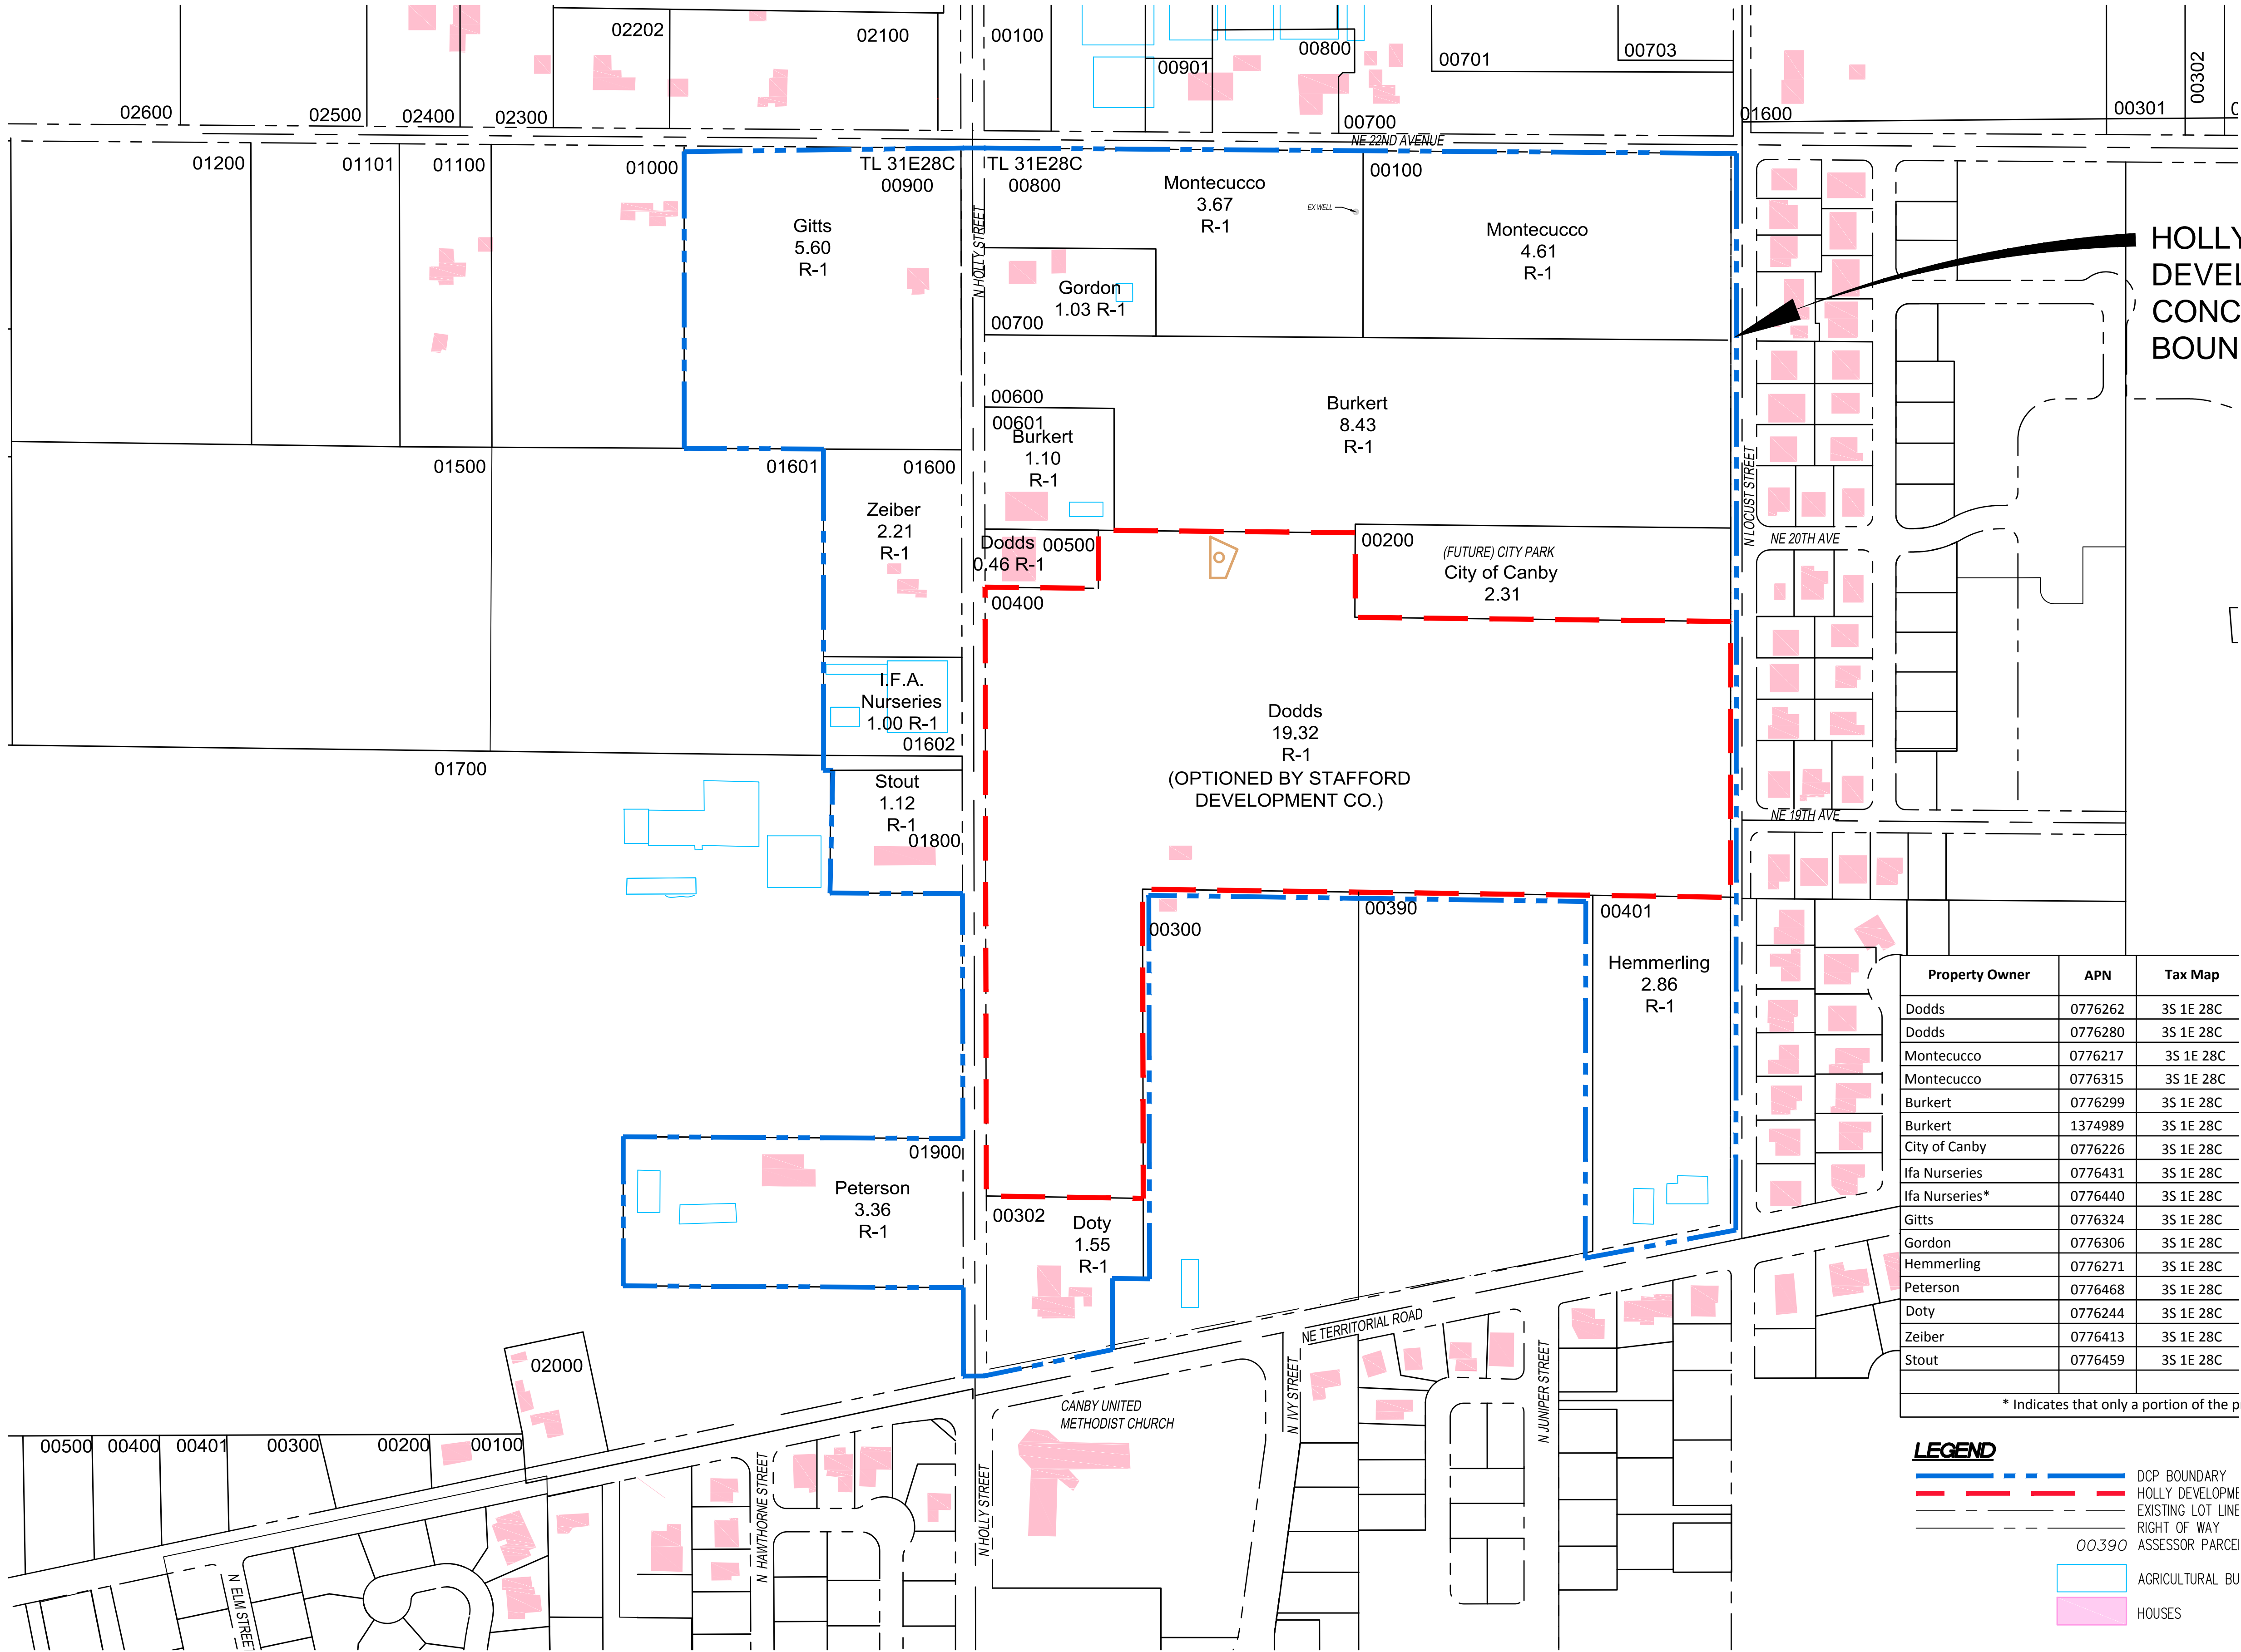 02202
02100
00100
00800
00901
00701
00703
00302
02600
02500
02400
02300
00700
01600
00301
NE 22ND AVENUE
01200
01101
01100
01000
TL 31E28C
00900
TL 31E28C
00800
00100
Montecucco
3.67
R-1
EX WELL
Gitts
5.60
R-1
N HOLLY STREET
Montecucco
4.61
R-1
HOLLY
Gordon
1.03 R-1
00700
00600
00601
Burkert
1.10
R-1
Burkert
8.43
R-1
01500
01601
01600
N LOCUST STREET
Zeiber
2.21
R-1
Dodds
0.46 R-1
00500
00200
(FUTURE) CITY PARK
City of Canby
2.31
NE 20TH AVE
00400
I.F.A.
Nurseries
1.00 R-1
01602
Dodds
19.32
R-1
(OPTIONED BY STAFFORD
DEVELOPMENT CO.)
01700
Stout
1.12
R-1
01800
NE 19TH AVE
00300
00390
00401
Hemmerling
2.86
R-1
01900
Peterson
3.36
R-1
00302
Doty
1.55
R-1
NE TERRITORIAL ROAD
02000
CANBY UNITED
METHODIST CHURCH
N IVY STREET
N JUNIPER STREET
00500
00400
00401
00300
00200
00100
N HAWTHORNE STREET
N HOLLY STREET
N ELM STREE
Property Owner APN Tax Map
Dodds 0776262 3S 1E 28C
Dodds 0776280 3S 1E 28C
Montecucco 0776217 3S 1E 28C
Montecucco 0776315 3S 1E 28C
Burkert 0776299 3S 1E 28C
Burkert 1374989 3S 1E 28C
City of Canby 0776226 3S 1E 28C
Ifa Nurseries 0776431 3S 1E 28C
Ifa Nurseries* 0776440 3S 1E 28C
Gitts 0776324 3S 1E 28C
Gordon 0776306 3S 1E 28C
Hemmerling 0776271 3S 1E 28C
Peterson 0776468 3S 1E 28C
Doty 0776244 3S 1E 28C
Zeiber 0776413 3S 1E 28C
Stout 0776459 3S 1E 28C
* Indicates that only a portion of the
LEGEND
DCP BOUNDARY
HOLLY
EXISTING LOT LINE
RIGHT OF WAY
00390 ASSESSOR
AGRICULTURAL
HOUSES